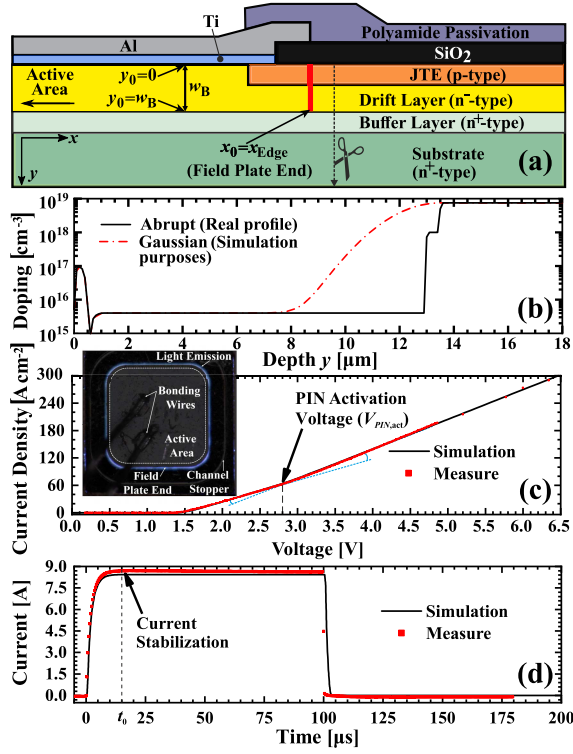 Ti
Polyamide Passivation
Al
SiO2
Active Area
y0=0
wB
JTE (p-type)
y0=wB
Drift Layer (n--type)
Buffer Layer (n+-type)
x
x0=xEdge
(Field Plate End)
Substrate
(n+-type)
y
(a)
Doping [cm-3]
10^19
10^18
10^17
10^16
10^15
Abrupt (Real profile)
Gaussian (Simulation purposes)
(b)
0 2 4 6 8 10 12 14 16 18
Depth y [μm]
Current Density [A cm-2]
300
240
180
120
60
0
Light Emission
Bonding Wires
Active Area
Field Plate End
Channel Stopper
PIN Activation
Voltage (VPIN,act)
Simulation
Measure
(c)
0.0 0.5 1.0 1.5 2.0 2.5 3.0 3.5 4.0 4.5 5.0 5.5 6.0 6.5
Voltage [V]
Current [A]
9.0
7.5
6.0
4.5
3.0
1.5
0.0
Current
Stabilization
Simulation
Measure
(d)
0 t0 25 50 75 100 125 150 175 200
Time [μs]